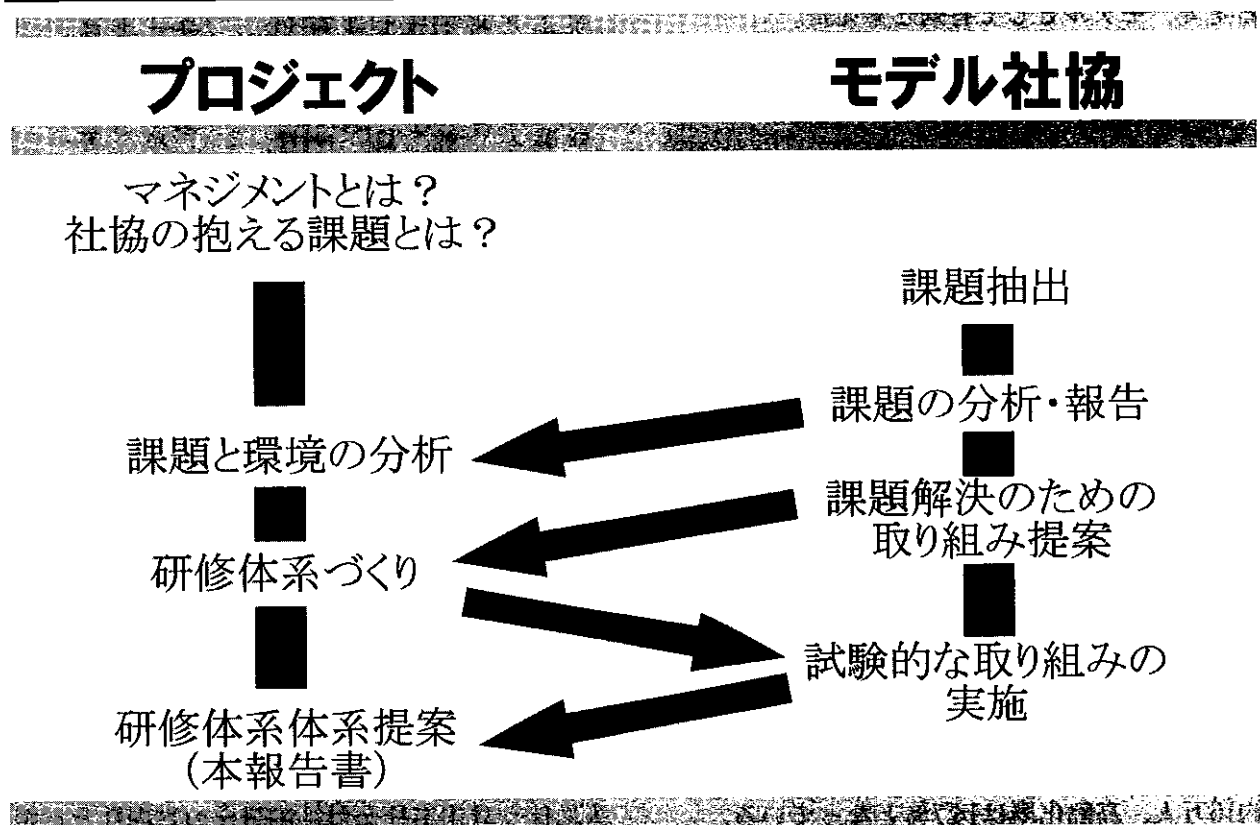 プロジェクト
モデル社協
マネジメントとは？
社協の抱える課題とは？
課題と環境の分析
研修体系づくり
研修体系体系提案
（本報告書）
課題抽出
課題の分析・報告
課題解決のための
取り組み提案
試験的な取り組みの
実施